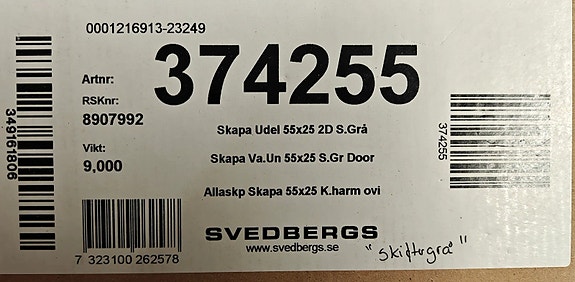 0001216913-23249
Artnr: 374255
RSKnr:
8907992
Vikt:
9,000
Skapa Udel 55x25 2D S.Grå
Skapa Va.Un 55x25 S.Gr Door
Allaskp Skapa 55x25 K.harm ovi
SVEDBERGS
www.svedbergs.se
"skiffergrå"
7 323100 262578
349161806
374255